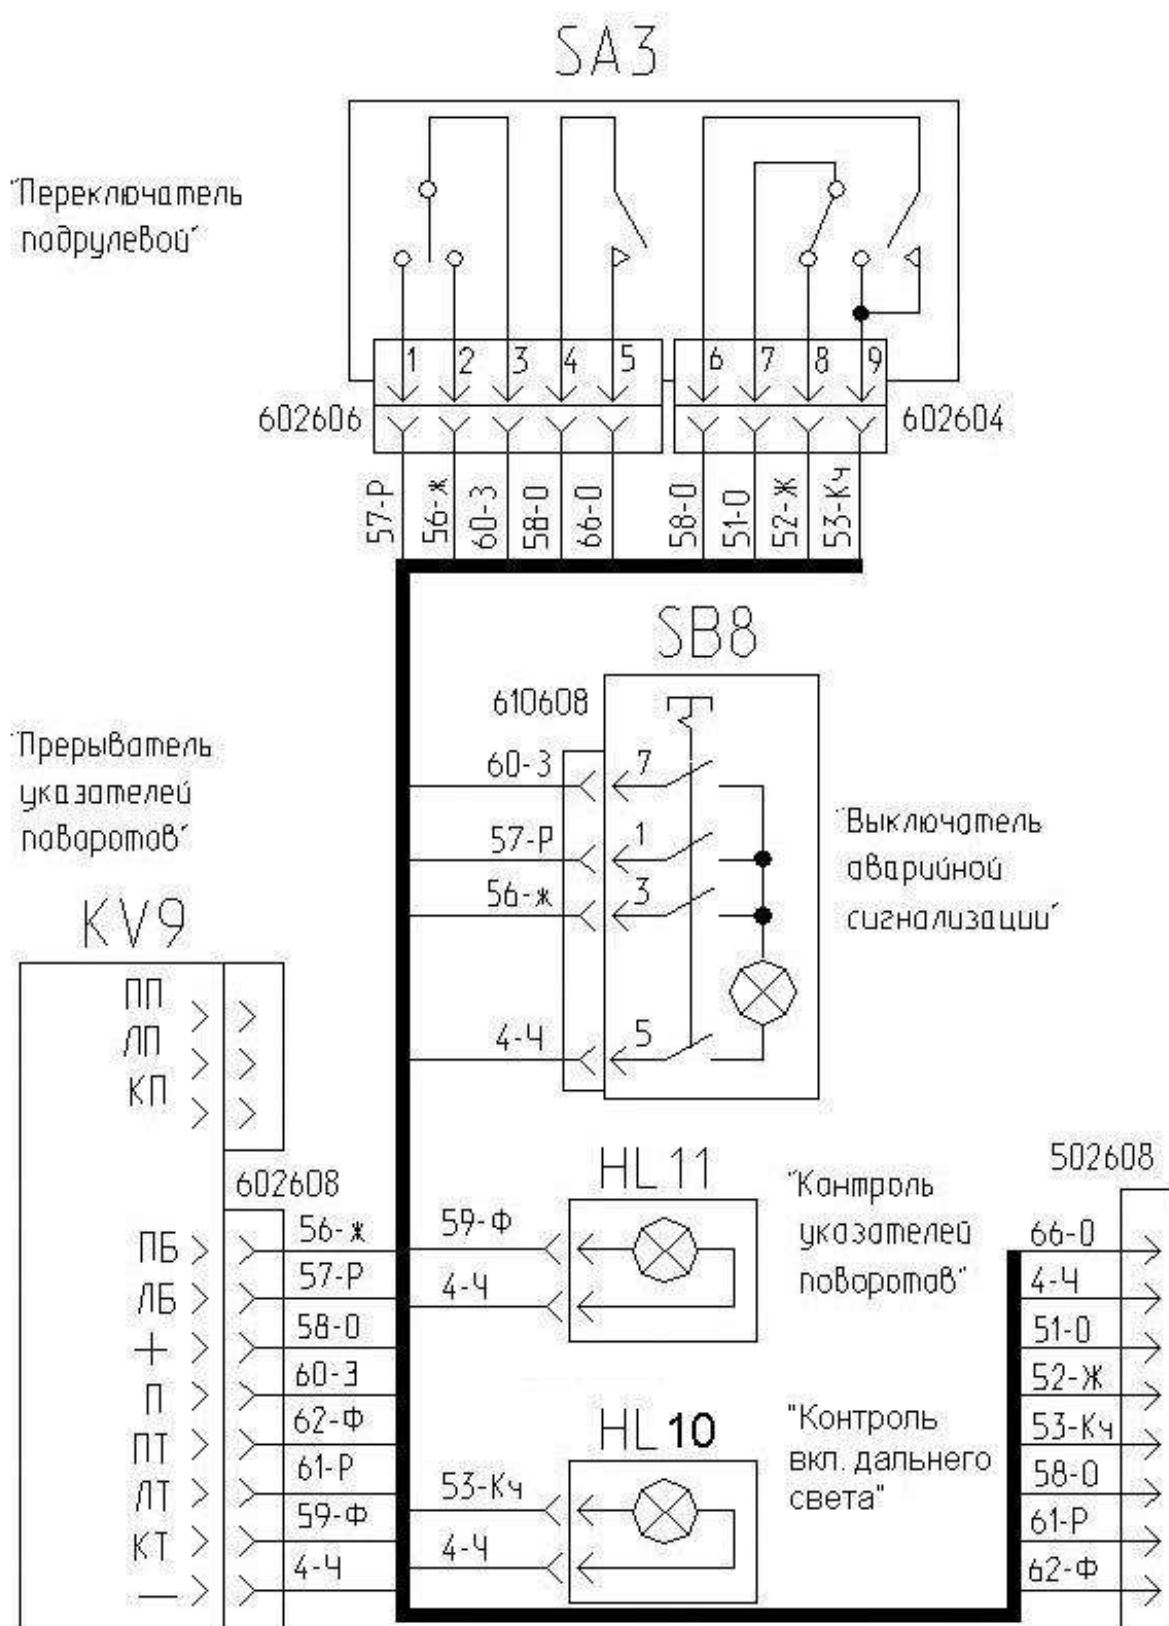 SA3
"Переключатель
подрулевой"
1 2 3 4 5 6 7 8 9
602606
602604
57-Р 56-ж 60-З 58-О 66-О 58-О 51-О 52-Ж 53-Кч
SB8
610608
60-З 7
57-Р 1
56-ж 3
4-Ч 5
"Выключатель
аварийной
сигнализации"
"Прерыватель
указателей
поворотов"
KV9
ПП
ЛП
КП
602608
ПБ 56-ж
ЛБ 57-Р
+ 58-О
П 60-З
ПТ 62-Ф
ЛТ 61-Р
КТ 59-Ф
— 4-Ч
HL11
59-Ф
4-Ч
"Контроль
указателей
поворотов"
HL10
53-Кч
4-Ч
"Контроль
вкл. дальнего
света"
502608
66-О
4-Ч
51-О
52-Ж
53-Кч
58-О
61-Р
62-Ф